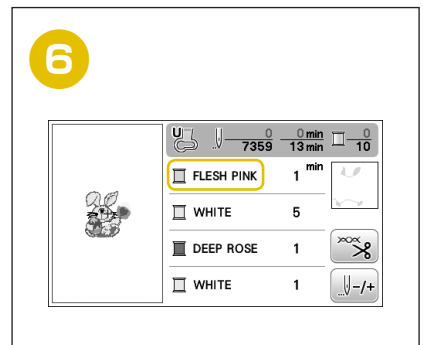 6
U 0 0 min 0
7359 13 min 10
min
FLESH PINK 1
WHITE 5
DEEP ROSE 1
WHITE 1
-/+